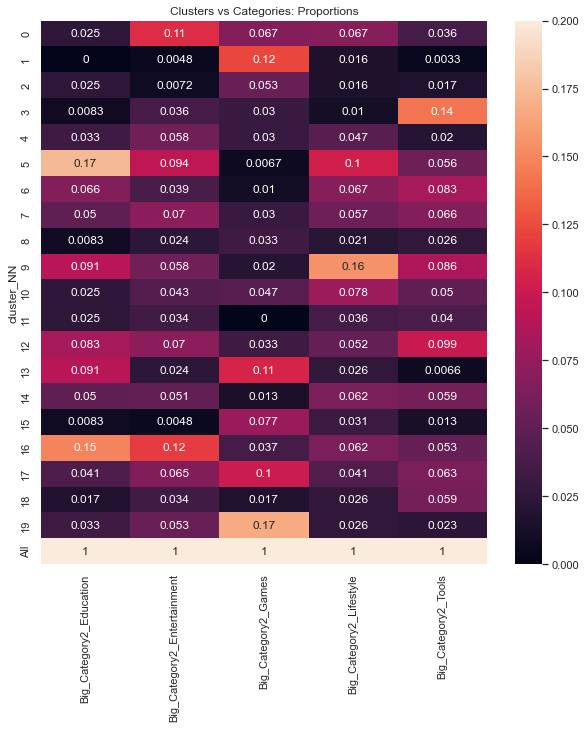 Clusters vs Categories: Proportions
cluster_NN
0 0.025 0.11 0.067 0.067 0.036
1 0 0.0048 0.12 0.016 0.0033
2 0.025 0.0072 0.053 0.016 0.017
3 0.0083 0.036 0.03 0.01 0.14
4 0.033 0.058 0.03 0.047 0.02
5 0.17 0.094 0.0067 0.1 0.056
6 0.066 0.039 0.01 0.067 0.083
7 0.05 0.07 0.03 0.057 0.066
8 0.0083 0.024 0.033 0.021 0.026
9 0.091 0.058 0.02 0.16 0.086
10 0.025 0.043 0.047 0.078 0.05
11 0.025 0.034 0 0.036 0.04
12 0.083 0.07 0.033 0.052 0.099
13 0.091 0.024 0.11 0.026 0.0066
14 0.05 0.051 0.013 0.062 0.059
15 0.0083 0.0048 0.077 0.031 0.013
16 0.15 0.12 0.037 0.062 0.053
17 0.041 0.065 0.1 0.041 0.063
18 0.017 0.034 0.017 0.026 0.059
19 0.033 0.053 0.17 0.026 0.023
All 1 1 1 1 1
Big_Category2_Education
Big_Category2_Entertainment
Big_Category2_Games
Big_Category2_Lifestyle
Big_Category2_Tools
0.200
0.175
0.150
0.125
0.100
0.075
0.050
0.025
0.000